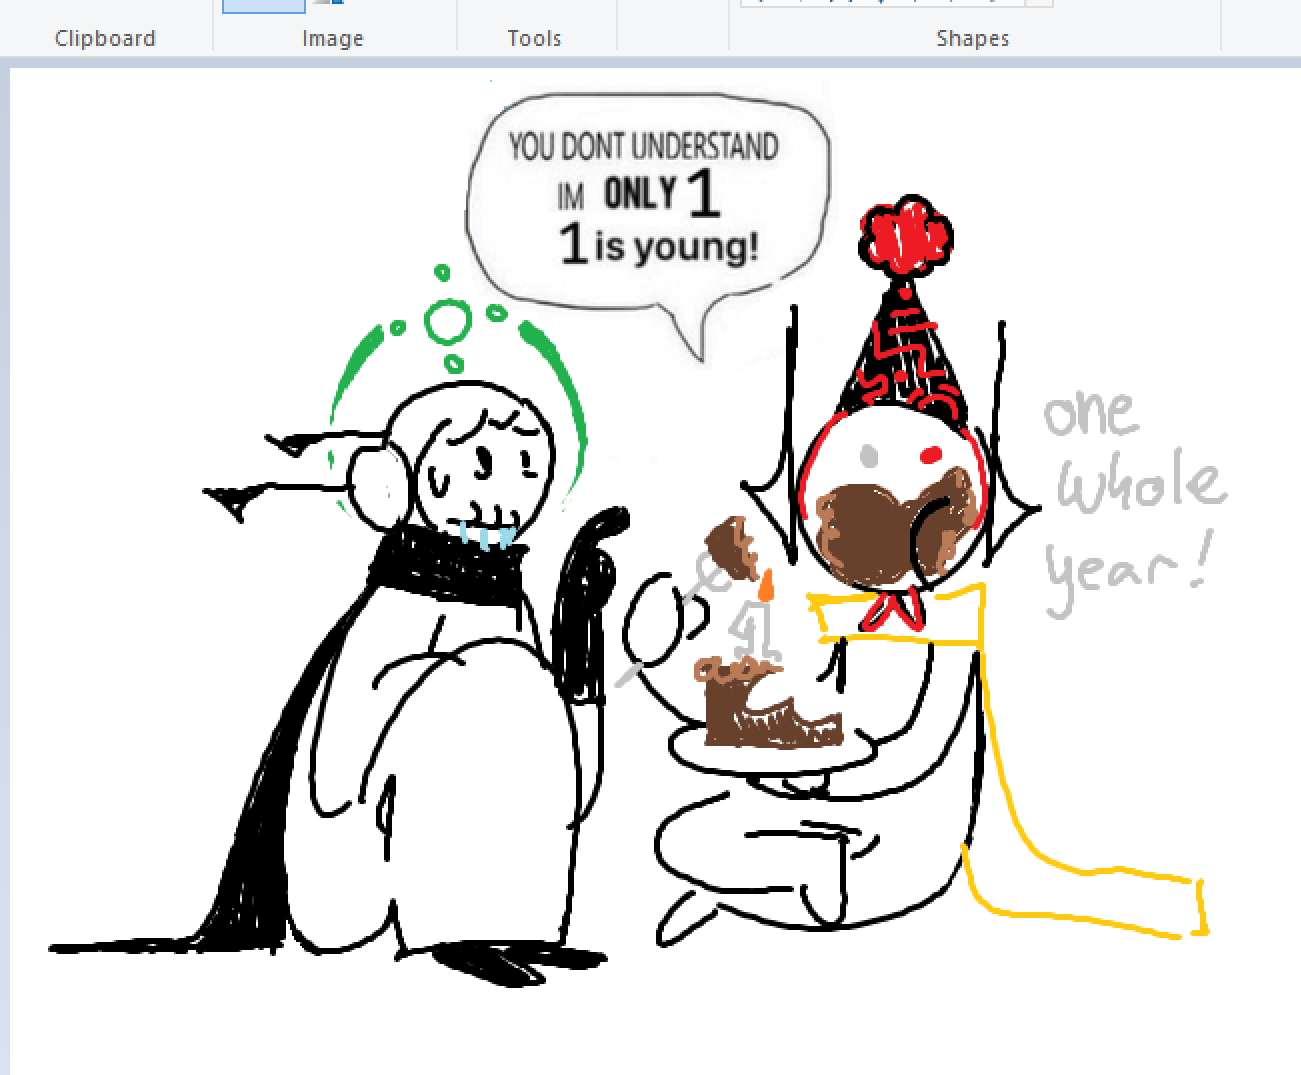 Clipboard
Image
Tools
Shapes
YOU DONT UNDERSTAND
IM ONLY 1
1 is young!
one
whole
year!